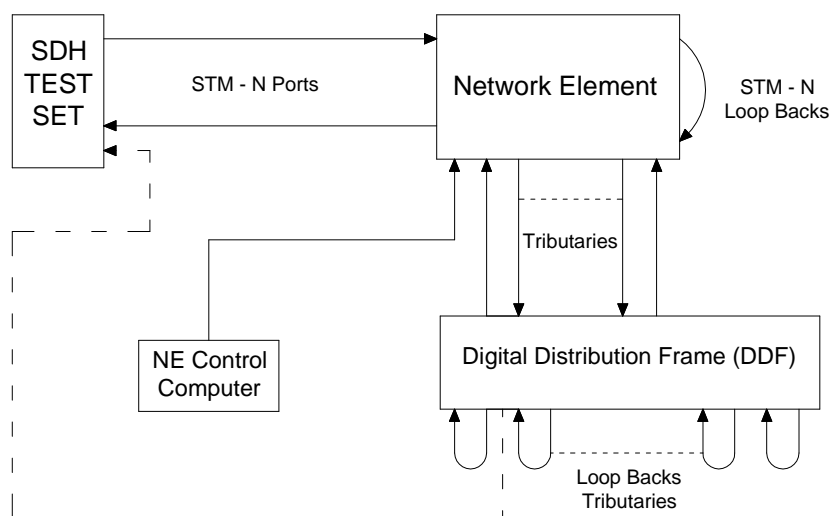 SDH
TEST
SET
STM - N Ports
Network Element
STM - N
Loop Backs
Tributaries
NE Control
Computer
Digital Distribution Frame (DDF)
Loop Backs
Tributaries